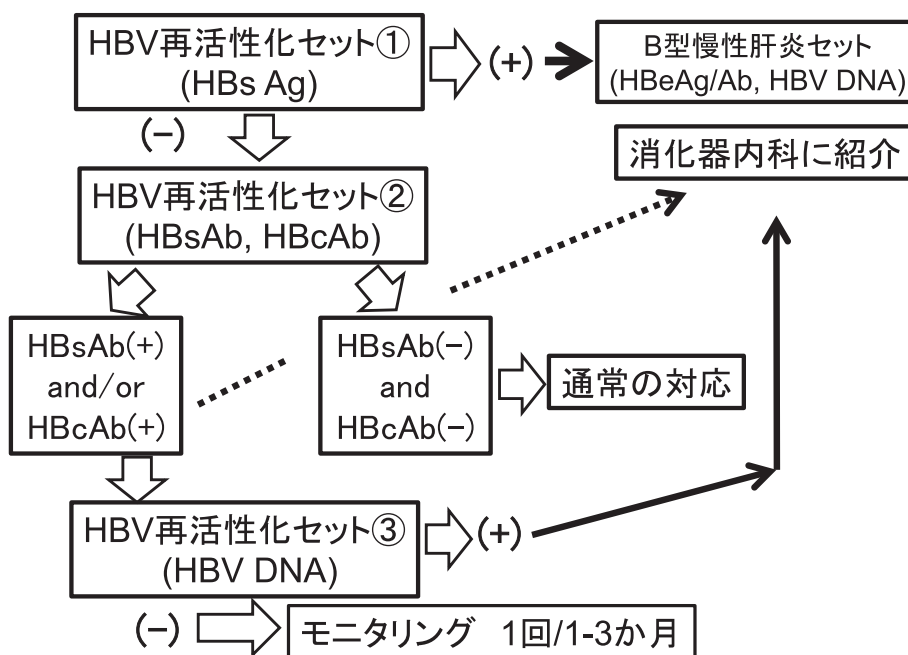 HBV再活性化セット①
(HBs Ag)
(+)
B型慢性肝炎セット
(HBeAg/Ab, HBV DNA)
(−)
消化器内科に紹介
HBV再活性化セット②
(HBsAb, HBcAb)
HBsAb(+)
and/or
HBcAb(+)
HBsAb(−)
and
HBcAb(−)
通常の対応
HBV再活性化セット③
(HBV DNA)
(+)
(−)
モニタリング 1回/1-3か月